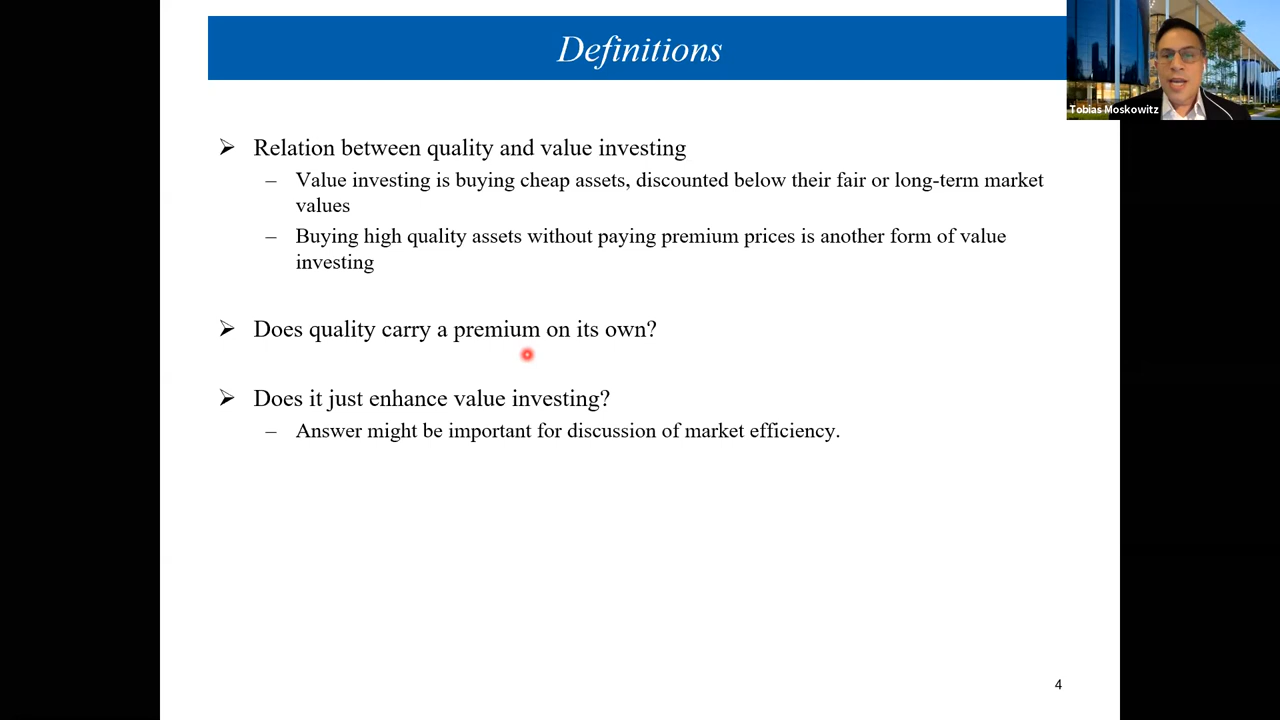 Definitions
Tobias Moskowitz
➢ Relation between quality and value investing
– Value investing is buying cheap assets, discounted below their fair or long-term market
values
– Buying high quality assets without paying premium prices is another form of value
investing
➢ Does quality carry a premium on its own?
➢ Does it just enhance value investing?
– Answer might be important for discussion of market efficiency.
4